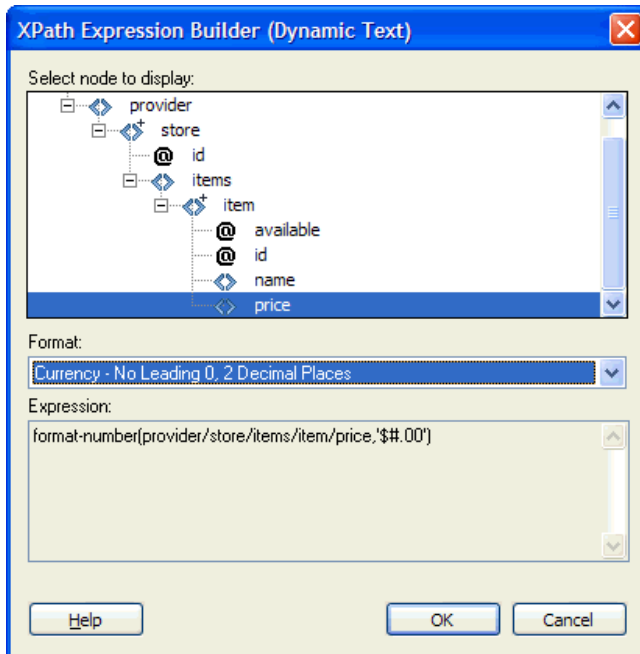 XPath Expression Builder (Dynamic Text)
Select node to display:
provider
store
@ id
items
item
@ available
@ id
name
price
Format:
Currency - No Leading 0, 2 Decimal Places
Expression:
format-number(provider/store/items/item/price,'$#.00')
Help OK Cancel